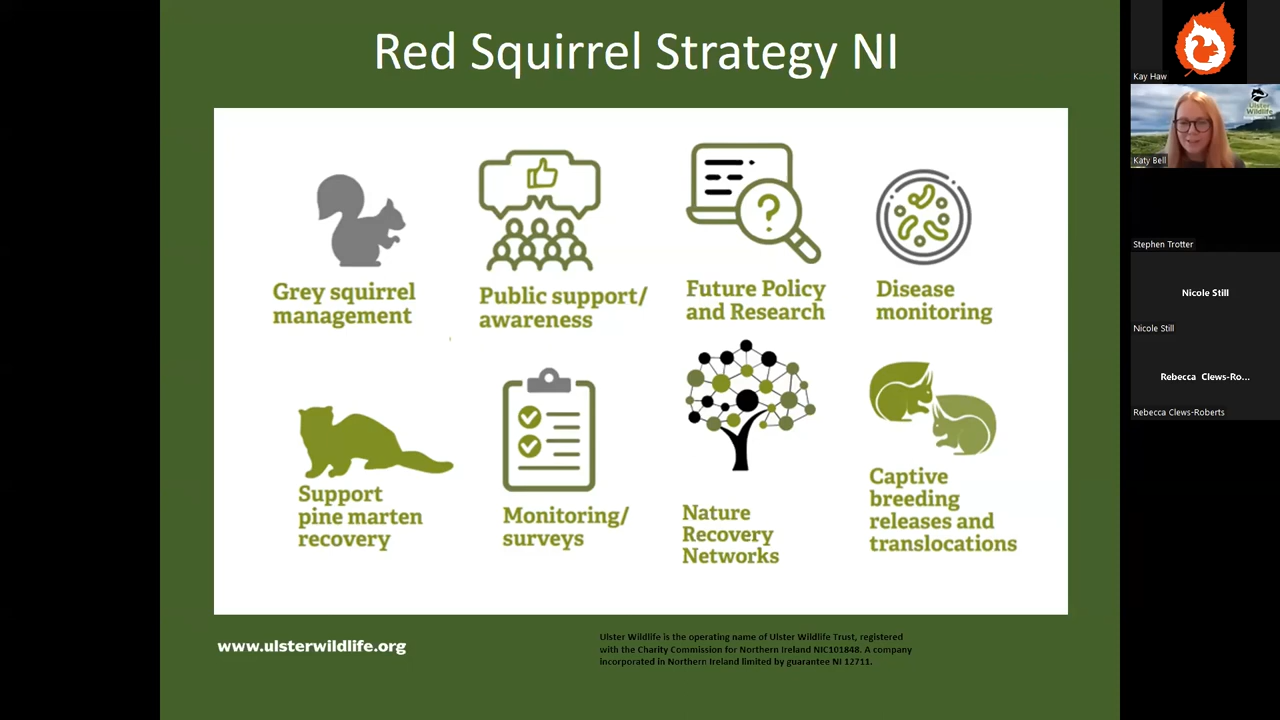 Red Squirrel Strategy NI
Grey squirrel
management
Public support/
awareness
?
Future Policy
and Research
Disease
monitoring
Support
pine marten
recovery
Monitoring/
surveys
Nature
Recovery
Networks
Captive
breeding
releases and
translocations
www.ulsterwildlife.org
Ulster Wildlife is the operating name of Ulster Wildlife Trust, registered
with the Charity Commission for Northern Ireland NIC101848. A company
incorporated in Northern Ireland limited by guarantee NI 12711.
Kay Haw
Ulster
Wildlife
Katy Bell
Stephen Trotter
Nicole Still
Nicole Still
Rebecca Clews-Ro...
Rebecca Clews-Roberts